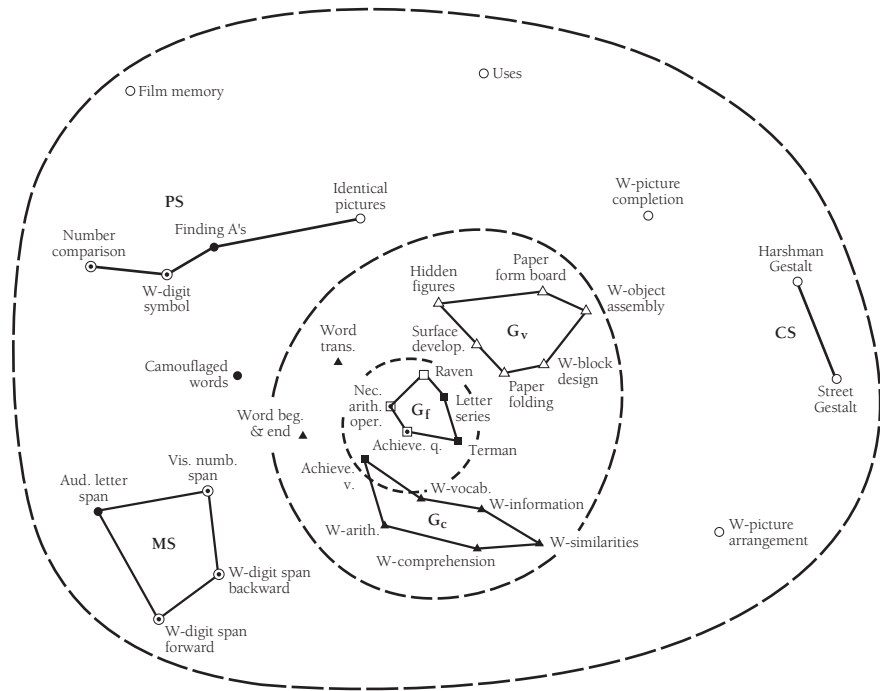 Uses
Film memory
Identical
pictures
W-picture
completion
PS
Finding A's
Number
comparison
W-digit
symbol
Harshman
Gestalt
Paper
form board
Hidden
figures
W-object
assembly
Surface
develop.
G_v
CS
Word
trans.
W-block
design
Paper
folding
Camouflaged
words
Raven
Street
Gestalt
Nec.
arith.
oper.
G_f
Letter
series
Word beg.
& end
Achieve. q.
Terman
Achieve.
v.
Vis. numb.
span
Aud. letter
span
W-vocab.
W-information
G_c
W-arith.
W-similarities
W-comprehension
W-picture
arrangement
MS
W-digit span
backward
W-digit span
forward